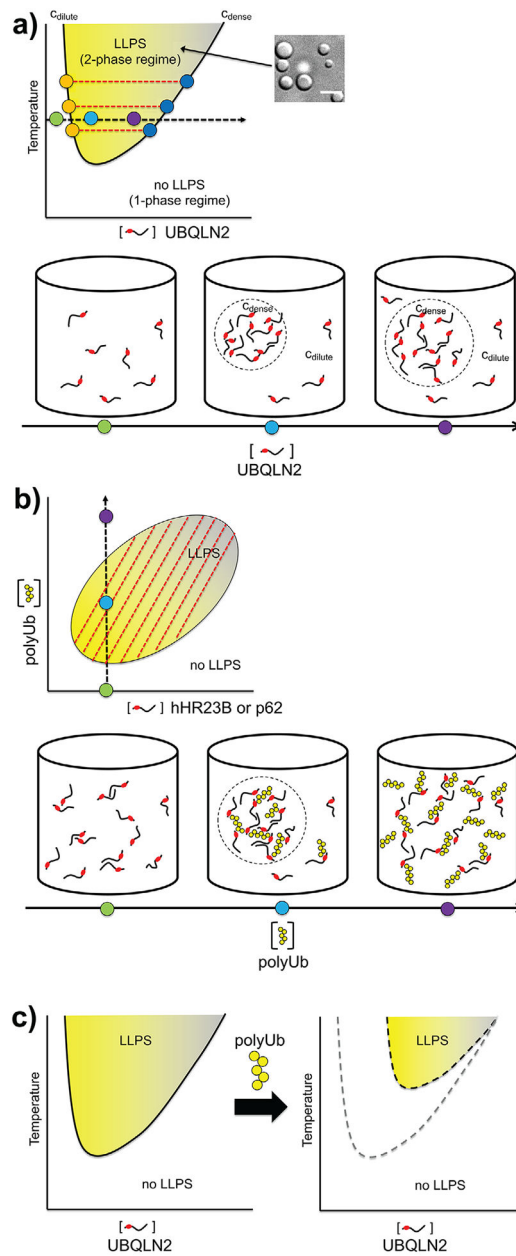 a)
c_dilute
c_dense
LLPS
(2-phase regime)
Temperature
no LLPS
(1-phase regime)
[ ] UBQLN2
c_dense
c_dilute
c_dense
c_dilute
[ ]
UBQLN2
b)
LLPS
[ ]
polyUb
no LLPS
[ ] hHR23B or p62
[ ]
polyUb
c)
LLPS
Temperature
no LLPS
[ ]
UBQLN2
polyUb
LLPS
Temperature
no LLPS
[ ]
UBQLN2